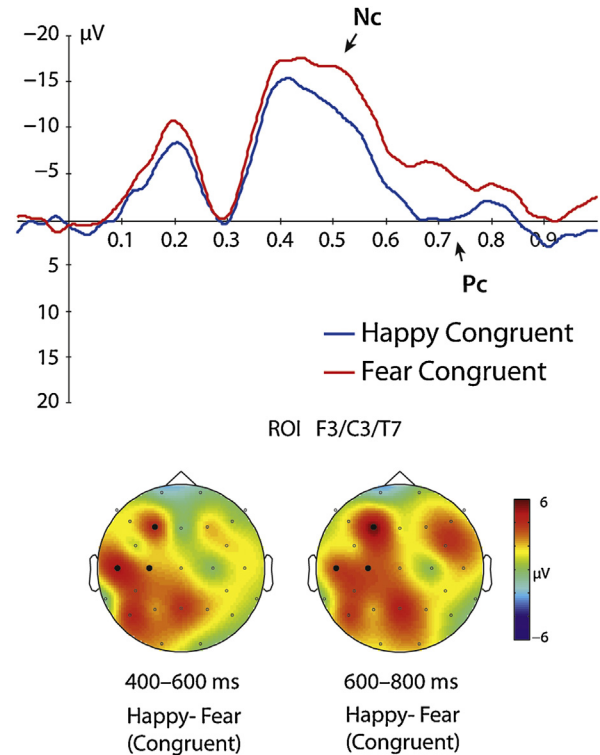 −20 µV
Nc
−15
−10
−5
0.1 0.2 0.3 0.4 0.5 0.6 0.7 0.8 0.9
5
Pc
10
Happy Congruent
15
Fear Congruent
20
ROI F3/C3/T7
6
µV
−6
400–600 ms 600–800 ms
Happy- Fear Happy- Fear
(Congruent) (Congruent)